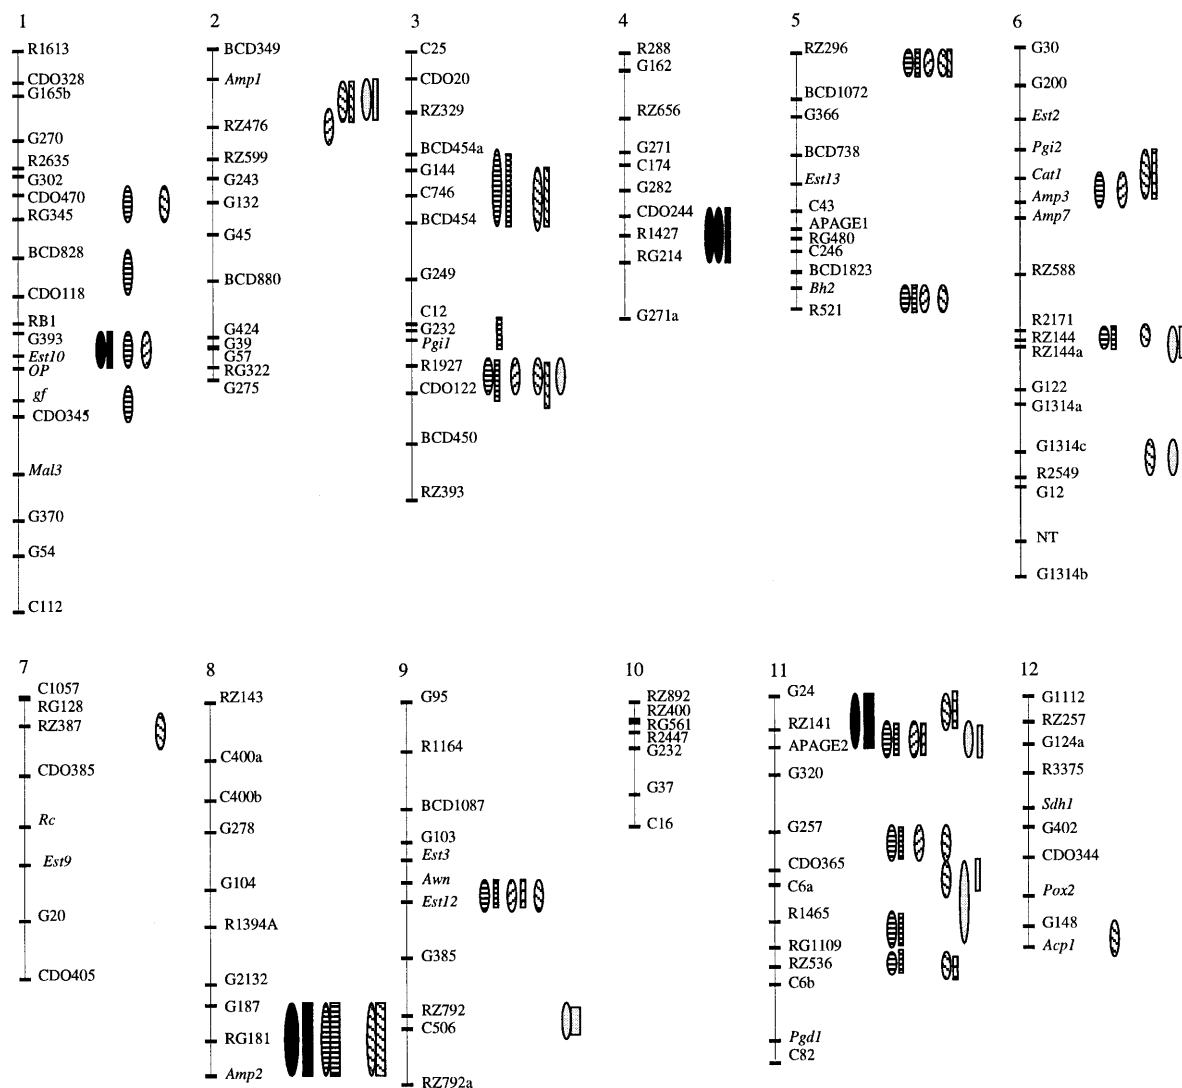 1
R1613
CDO328
G165b
G270
R2635
G302
CDO470
RG345
BCD828
CDO118
RB1
G393
Est10
OP
gf
CDO345
Mal3
G370
G54
C112
2
BCD349
Amp1
RZ476
RZ599
G243
G132
G45
BCD880
G424
G39
G57
RG322
G275
3
C25
CDO20
RZ329
BCD454a
G144
C746
BCD454
G249
C12
G232
Pgi1
R1927
CDO122
BCD450
RZ393
4
R288
G162
RZ656
G271
C174
G282
CDO244
R1427
RG214
G271a
5
RZ296
BCD1072
G366
BCD738
Est13
C43
APAGE1
RG480
C246
BCD1823
Bh2
R521
6
G30
G200
Est2
Pgi2
Cat1
Amp3
Amp7
RZ588
R2171
RZ144
RZ144a
G122
G1314a
G1314c
R2549
G12
NT
G1314b
7
C1057
RG128
RZ387
CDO385
Rc
Est9
G20
CDO405
8
RZ143
C400a
C400b
G278
G104
R1394A
G2132
G187
RG181
Amp2
9
G95
R1164
BCD1087
G103
Est3
Awn
Est12
G385
RZ792
C506
RZ792a
10
RZ892
RZ400
RG561
R2447
G232
G37
C16
11
G24
RZ141
APAGE2
G320
G257
CDO365
C6a
R1465
RG1109
RZ536
C6b
Pgd1
C82
12
G1112
RZ257
G124a
R3375
Sdh1
G402
CDO344
Pox2
G148
Acp1